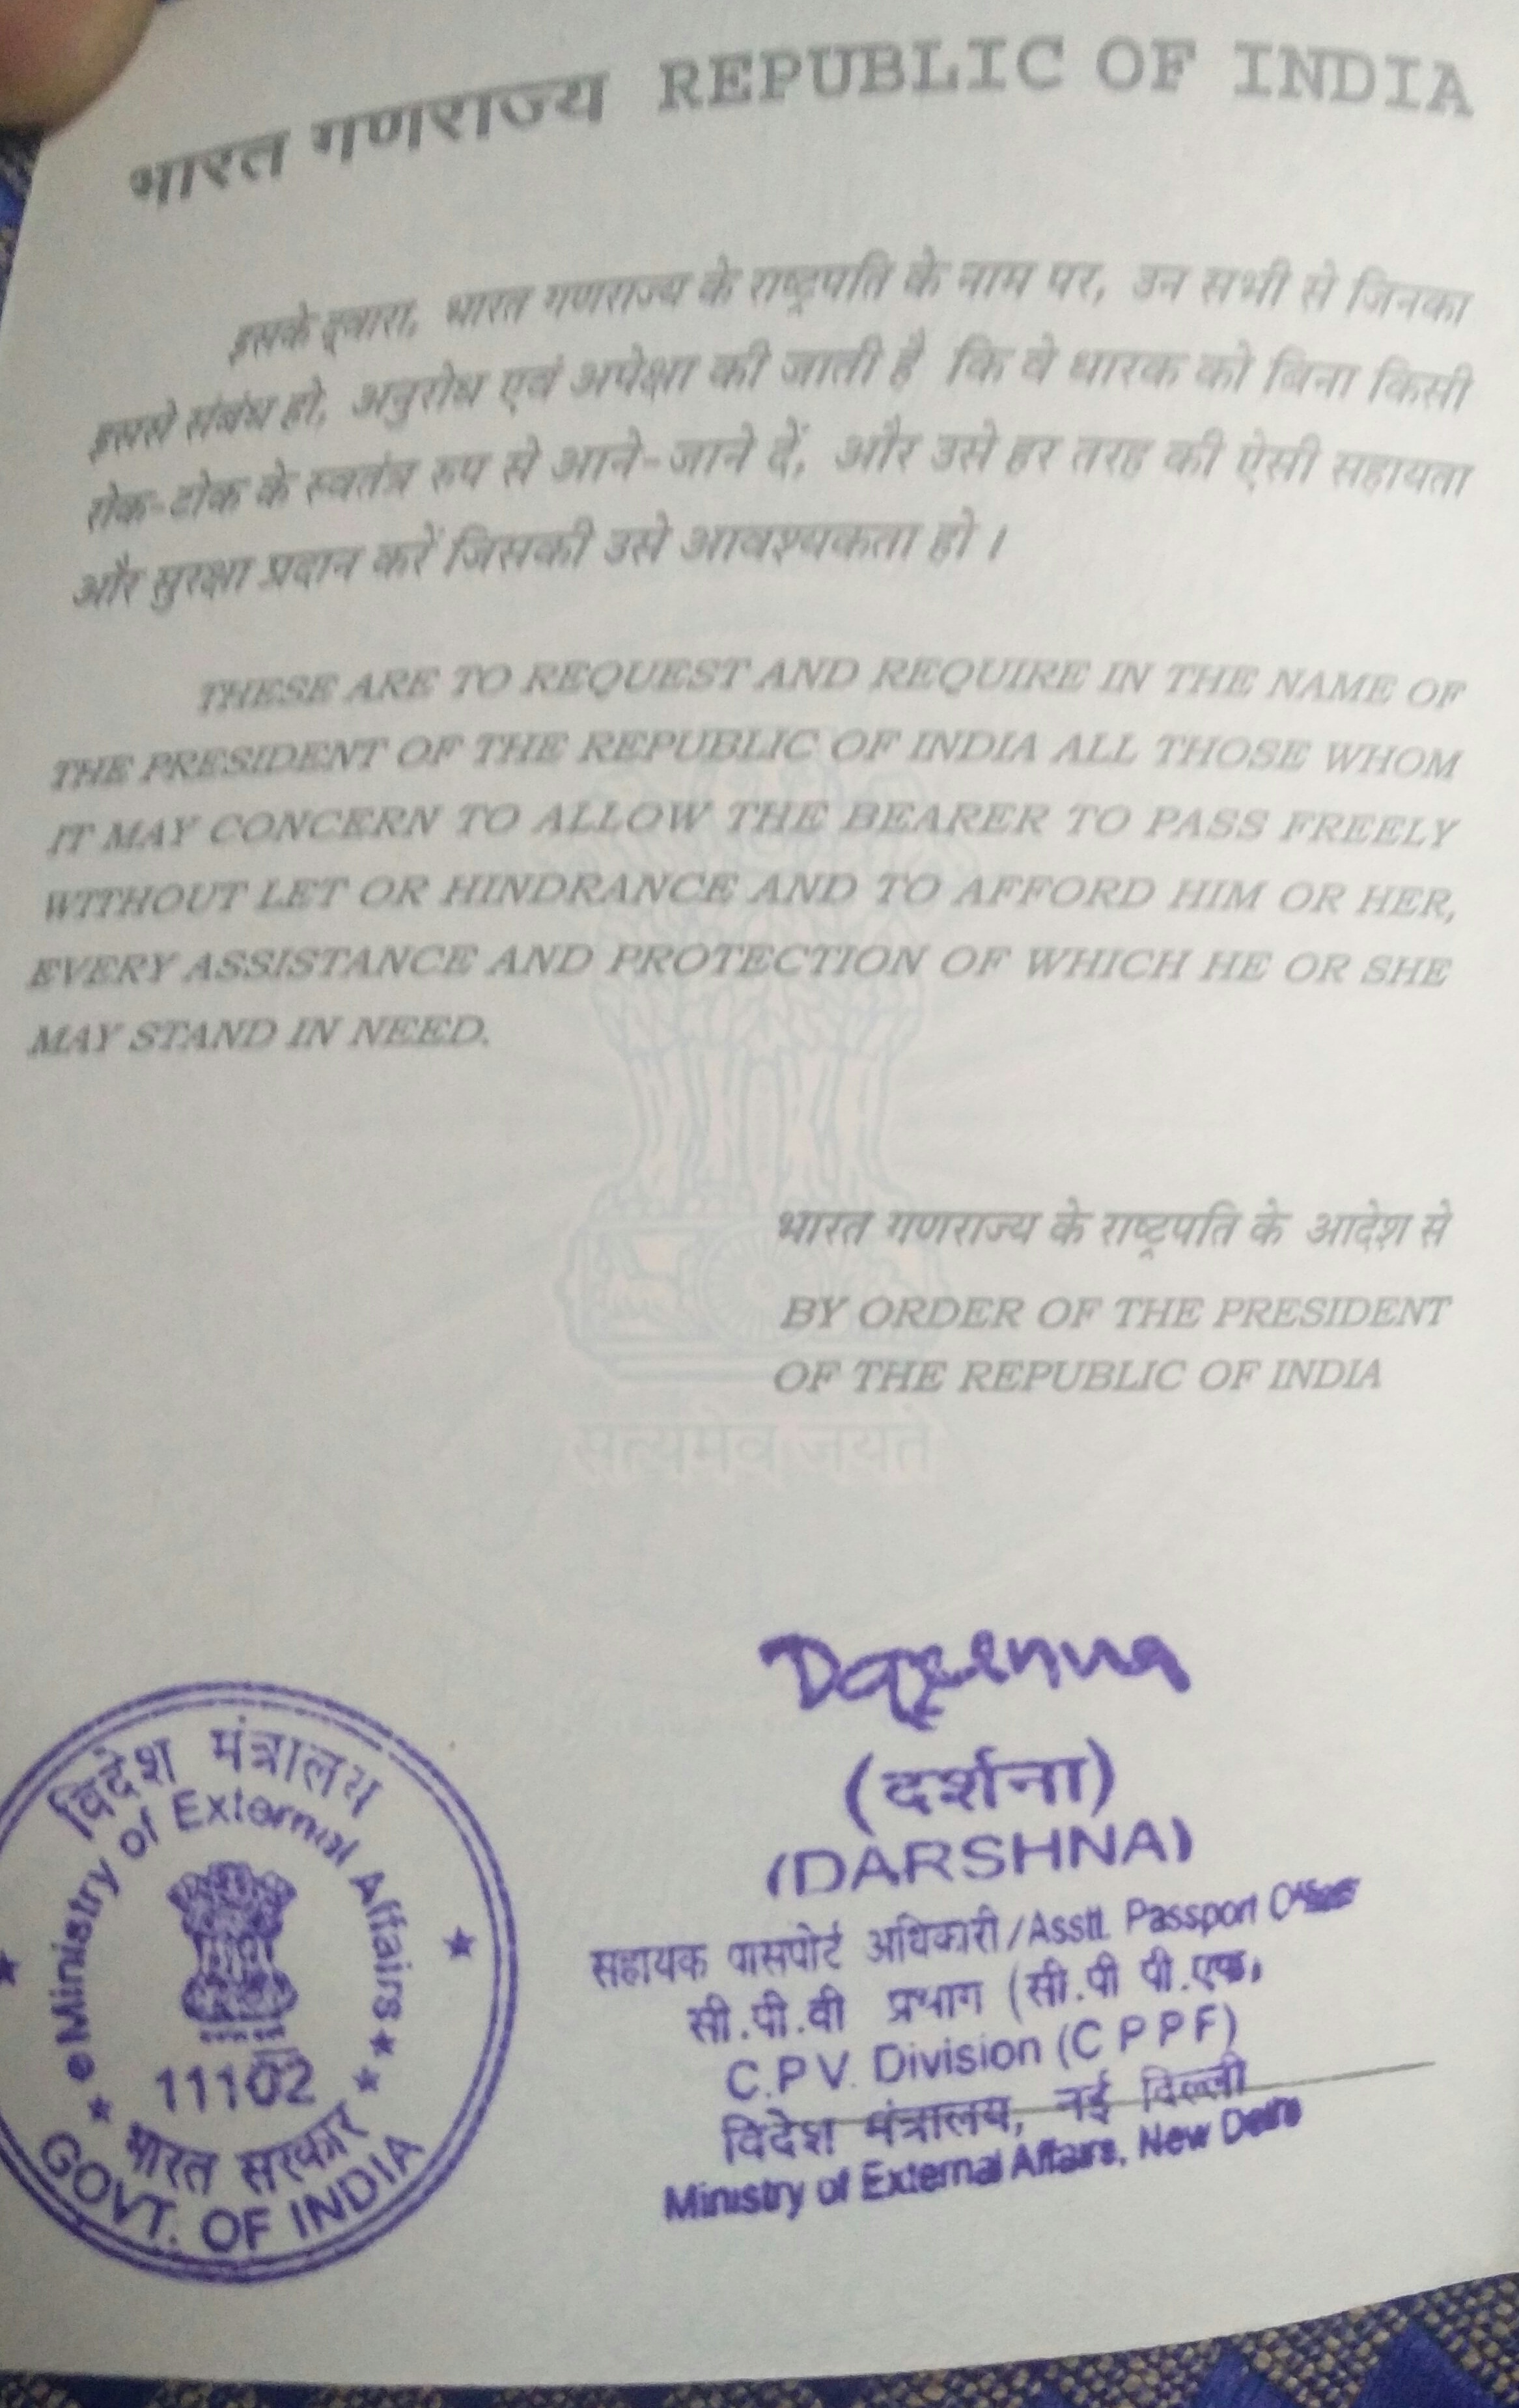 भारत गणराज्य REPUBLIC OF INDIA
इसके द्वारा, भारत गणराज्य के राष्ट्रपति के नाम पर, उन सभी से जिनका
इससे संबंध हो, अनुरोध एवं अपेक्षा की जाती है कि वे धारक को बिना किसी
रोक-टोक के स्वतंत्र रुप से आने-जाने दें, और उसे हर तरह की ऐसी सहायता
और सुरक्षा प्रदान करें जिसकी उसे आवश्यकता हो ।
THESE ARE TO REQUEST AND REQUIRE IN THE NAME OF
THE PRESIDENT OF THE REPUBLIC OF INDIA ALL THOSE WHOM
IT MAY CONCERN TO ALLOW THE BEARER TO PASS FREELY
WITHOUT LET OR HINDRANCE AND TO AFFORD HIM OR HER,
EVERY ASSISTANCE AND PROTECTION OF WHICH HE OR SHE
MAY STAND IN NEED.
भारत गणराज्य के राष्ट्रपति के आदेश से
BY ORDER OF THE PRESIDENT
OF THE REPUBLIC OF INDIA
सत्यमेव जयते
(दर्शना)
(DARSHNA)
सहायक पासपोर्ट अधिकारी/Asstt. Passport
सी.पी.वी प्रभाग (सी.पी पी.एफ.
C.P.V. Division (C P P F)
विदेश मंत्रालय, नई दिल्ली
Ministry of External Affairs, New Delhi
विदेश मंत्रालय
Ministry of External Affairs
11102
भारत सरकार
GOVT. OF INDIA